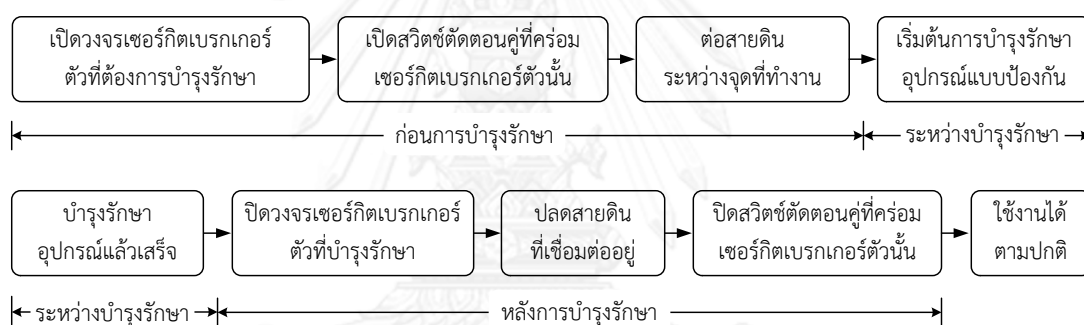 เปิดวงจรเซอร์กิตเบรกเกอร์
ตัวที่ต้องการบำรุงรักษา
เปิดสวิตช์ตัดตอนคู่ที่คร่อม
เซอร์กิตเบรกเกอร์ตัวนั้น
ต่อสายดิน
ระหว่างจุดที่ทำงาน
เริ่มต้นการบำรุงรักษา
อุปกรณ์แบบป้องกัน
ก่อนการบำรุงรักษา
ระหว่างบำรุงรักษา
บำรุงรักษา
อุปกรณ์แล้วเสร็จ
ปิดวงจรเซอร์กิตเบรกเกอร์
ตัวที่บำรุงรักษา
ปลดสายดิน
ที่เชื่อมต่ออยู่
ปิดสวิตช์ตัดตอนคู่ที่คร่อม
เซอร์กิตเบรกเกอร์ตัวนั้น
ใช้งานได้
ตามปกติ
ระหว่างบำรุงรักษา
หลังการบำรุงรักษา